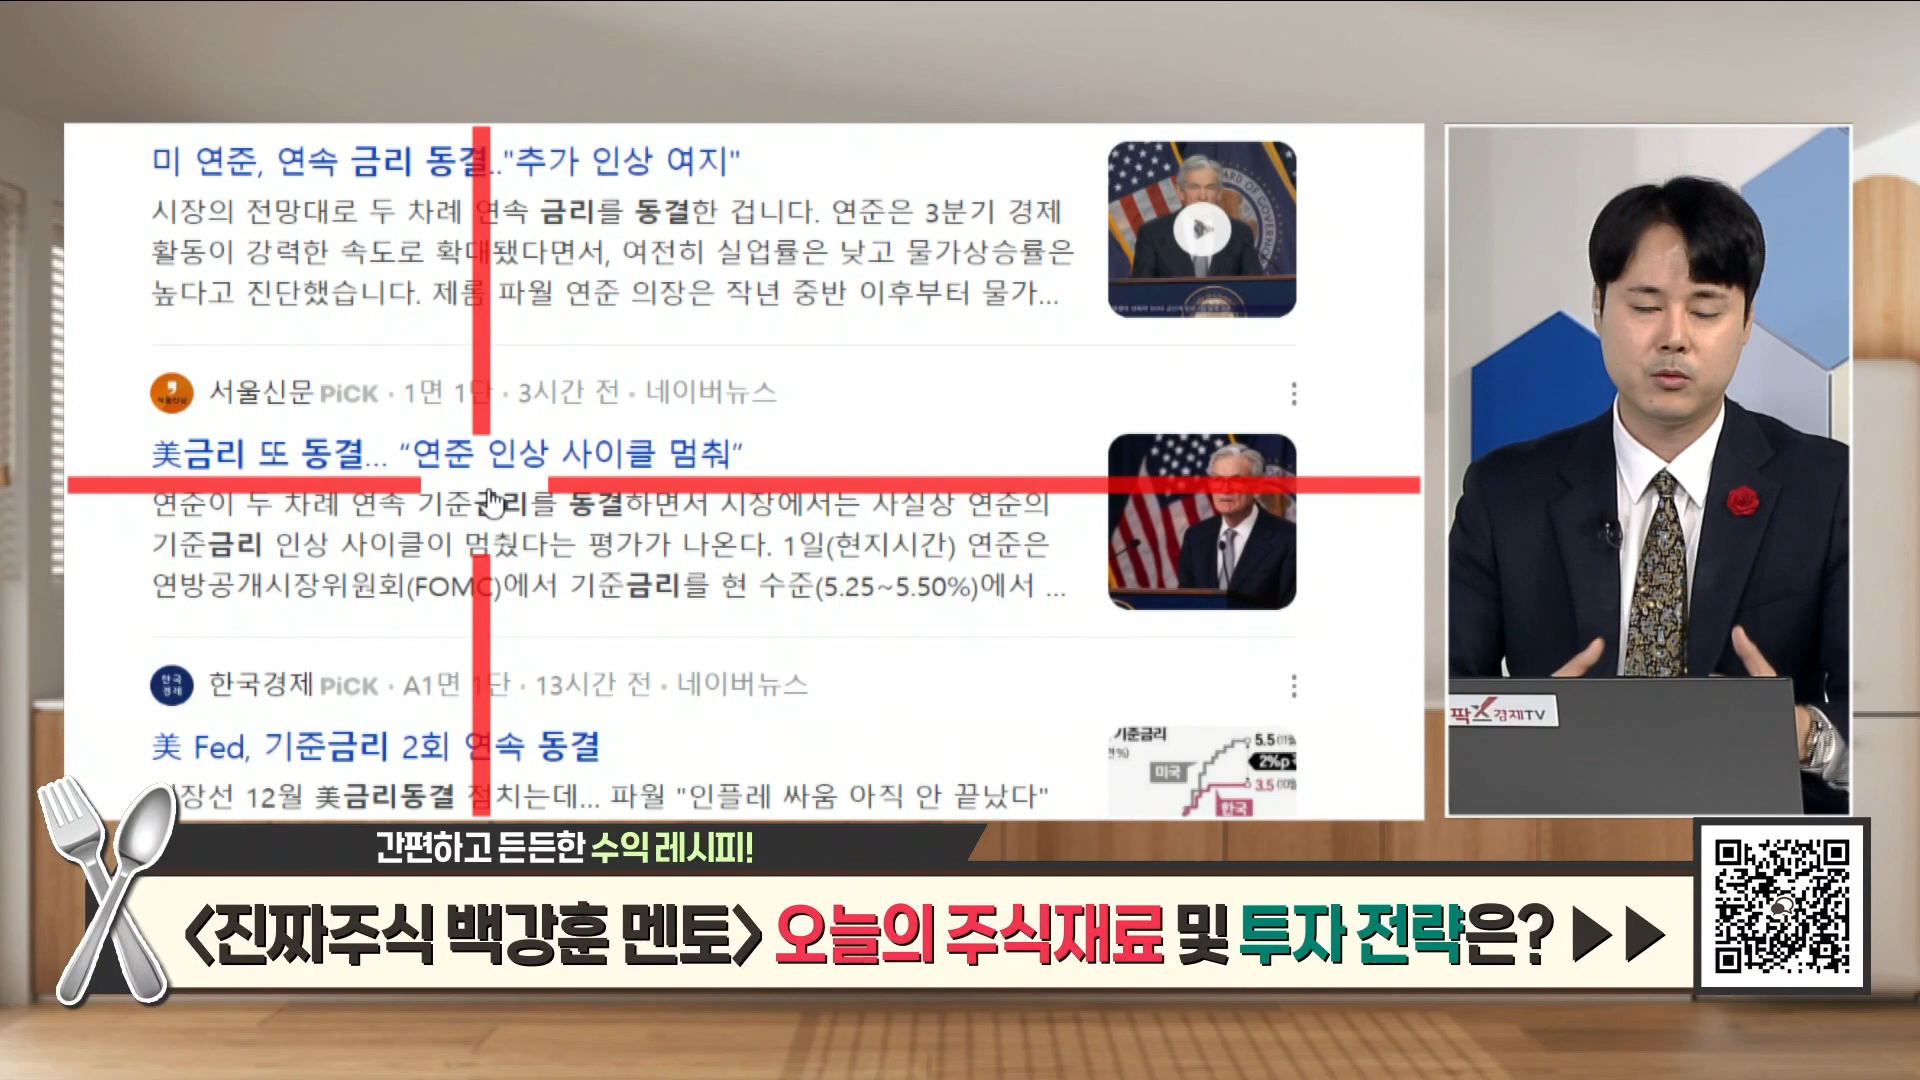 미 연준, 연속 금리 동결.."추가 인상 여지"
시장의 전망대로 두 차례 연속 금리를 동결한 겁니다. 연준은 3분기 경제
활동이 강력한 속도로 확대됐다면서, 여전히 실업률은 낮고 물가상승률은
높다고 진단했습니다. 제롬 파월 연준 의장은 작년 중반 이후부터 물가...
서울신문 PiCK · 1면 1단 · 3시간 전 · 네이버뉴스
美금리 또 동결... “연준 인상 사이클 멈춰”
연준이 두 차례 연속 기준금리를 동결하면서 시장에서는 사실상 연준의
기준금리 인상 사이클이 멈췄다는 평가가 나온다. 1일(현지시간) 연준은
연방공개시장위원회(FOMC)에서 기준금리를 현 수준(5.25~5.50%)에서 ...
한국
경제
한국경제 PiCK · A1면 1단 · 13시간 전 · 네이버뉴스
美 Fed, 기준금리 2회 연속 동결
장선 12월 美금리동결 점치는데... 파월 "인플레 싸움 아직 안 끝났다"
기준금리
5.5
미국
2%p
3.5
한국
팍스경제TV
간편하고 든든한 수익 레시피!
<진짜주식 백강훈 멘토> 오늘의 주식재료 및 투자 전략은? ▶▶